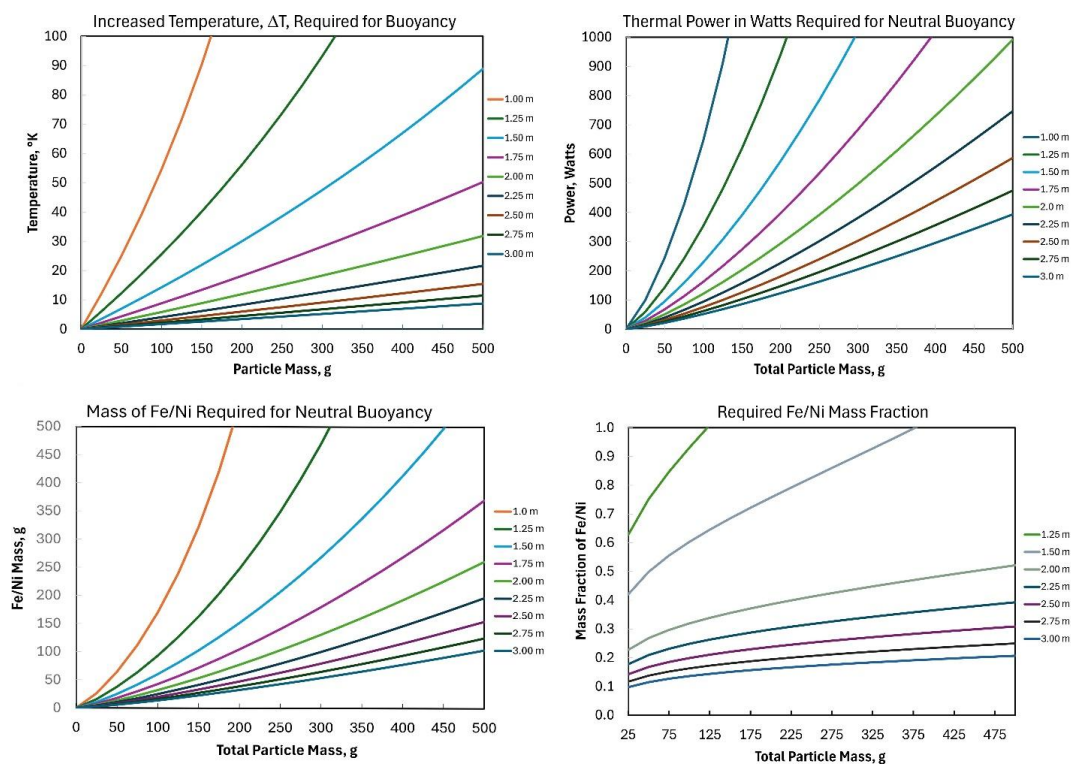 Increased Temperature, ΔT, Required for Buoyancy
Temperature, °K
100
90
80
70
60
50
40
30
20
10
0
0 50 100 150 200 250 300 350 400 450 500
Particle Mass, g
1.00 m
1.25 m
1.50 m
1.75 m
2.00 m
2.25 m
2.50 m
2.75 m
3.00 m
Thermal Power in Watts Required for Neutral Buoyancy
Power, Watts
1000
900
800
700
600
500
400
300
200
100
0
0 50 100 150 200 250 300 350 400 450 500
Total Particle Mass, g
1.00 m
1.25 m
1.50 m
1.75 m
2.0 m
2.25 m
2.50 m
2.75 m
3.0 m
Mass of Fe/Ni Required for Neutral Buoyancy
Fe/Ni Mass, g
500
450
400
350
300
250
200
150
100
50
0
0 50 100 150 200 250 300 350 400 450 500
Total Particle Mass, g
1.0 m
1.25 m
1.50 m
1.75 m
2.00 m
2.25 m
2.50 m
2.75 m
3.00 m
Required Fe/Ni Mass Fraction
Mass Fraction of Fe/Ni
1.0
0.9
0.8
0.7
0.6
0.5
0.4
0.3
0.2
0.1
0.0
25 75 125 175 225 275 325 375 425 475
Total Particle Mass, g
1.25 m
1.50 m
2.00 m
2.25 m
2.50 m
2.75 m
3.00 m